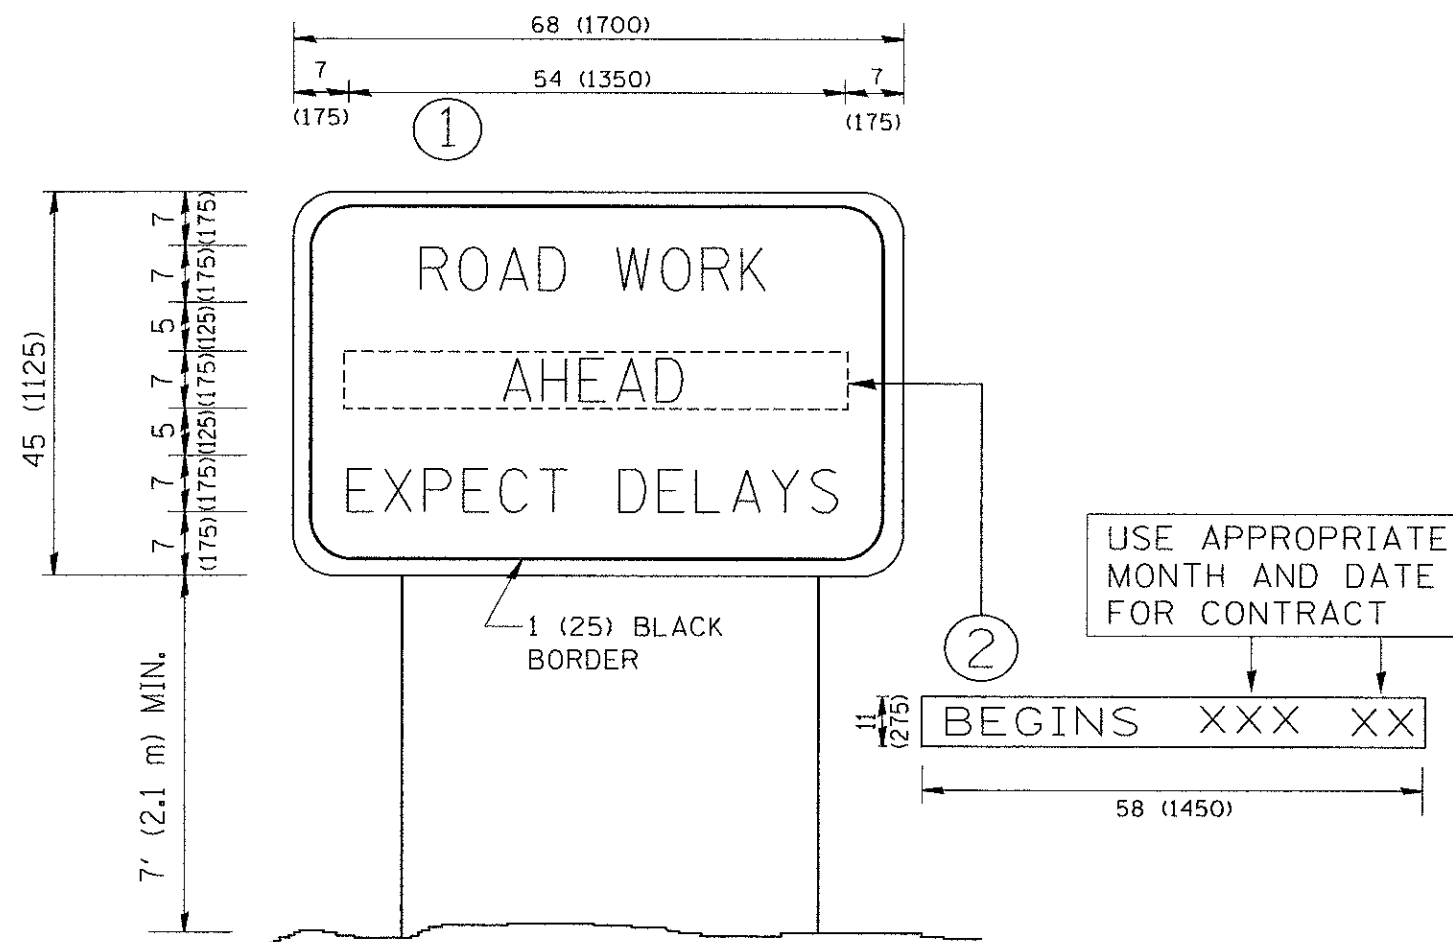 68 (1700)
7 54 (1350) 7
(175) (175)
1
7 (175)
7 (175)
5 (125)
7 (175)
5 (125)
7 (175)
7 (175)
45 (1125)
ROAD WORK
AHEAD
EXPECT DELAYS
1 (25) BLACK
BORDER
7' (2.1 m) MIN.
2
USE APPROPRIATE
MONTH AND DATE
FOR CONTRACT
11
(275)
BEGINS XXX XX
58 (1450)